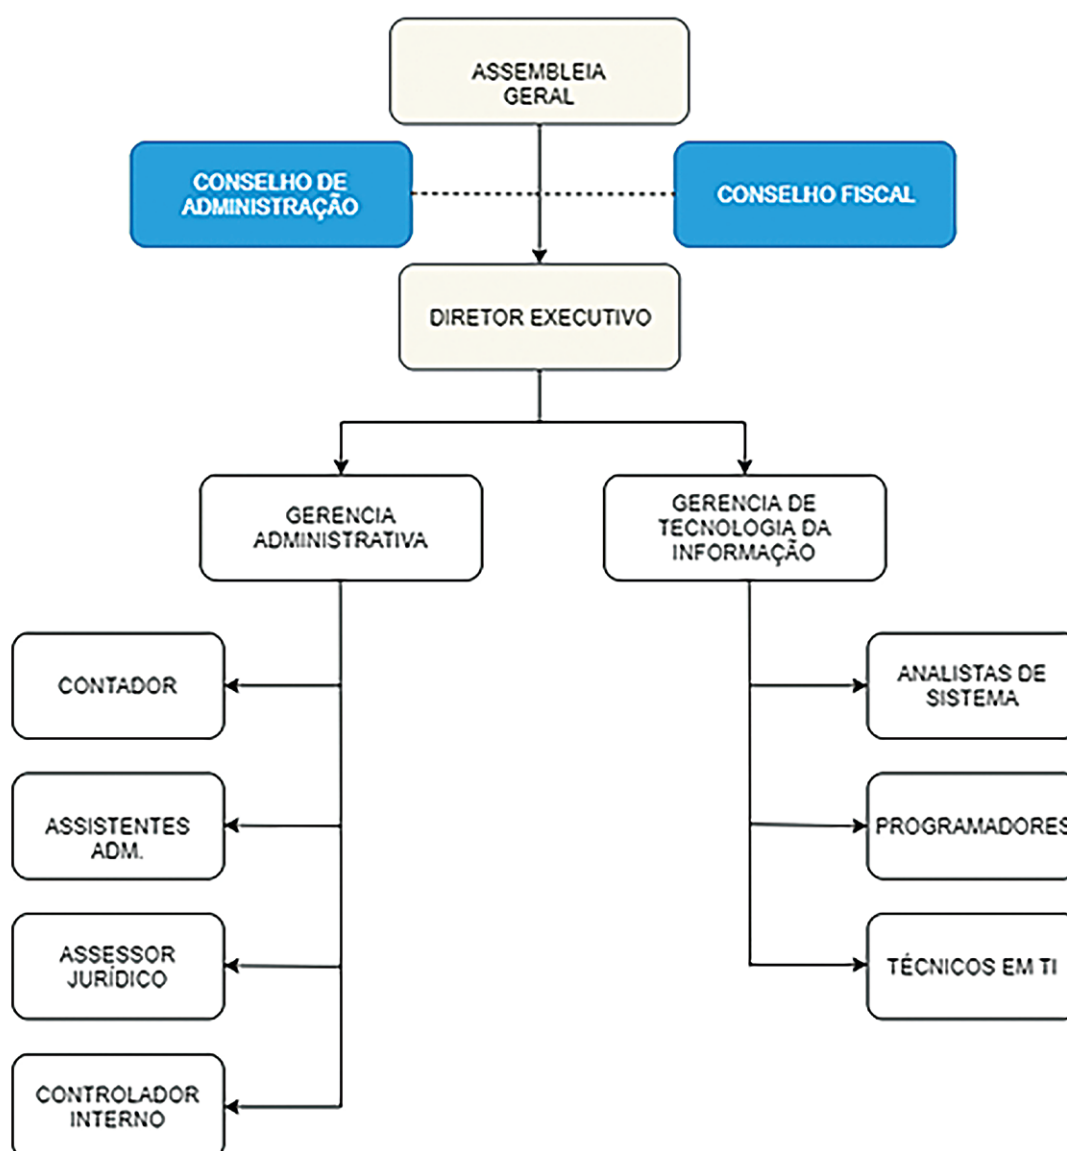 ASSEMBLEIA
GERAL
CONSELHO DE
ADMINISTRAÇÃO
CONSELHO FISCAL
DIRETOR EXECUTIVO
GERENCIA
ADMINISTRATIVA
GERENCIA DE
TECNOLOGIA DA
INFORMAÇÃO
CONTADOR
ASSISTENTES
ADM.
ASSESSOR
JURÍDICO
CONTROLADOR
INTERNO
ANALISTAS DE
SISTEMA
PROGRAMADORES
TÉCNICOS EM TI